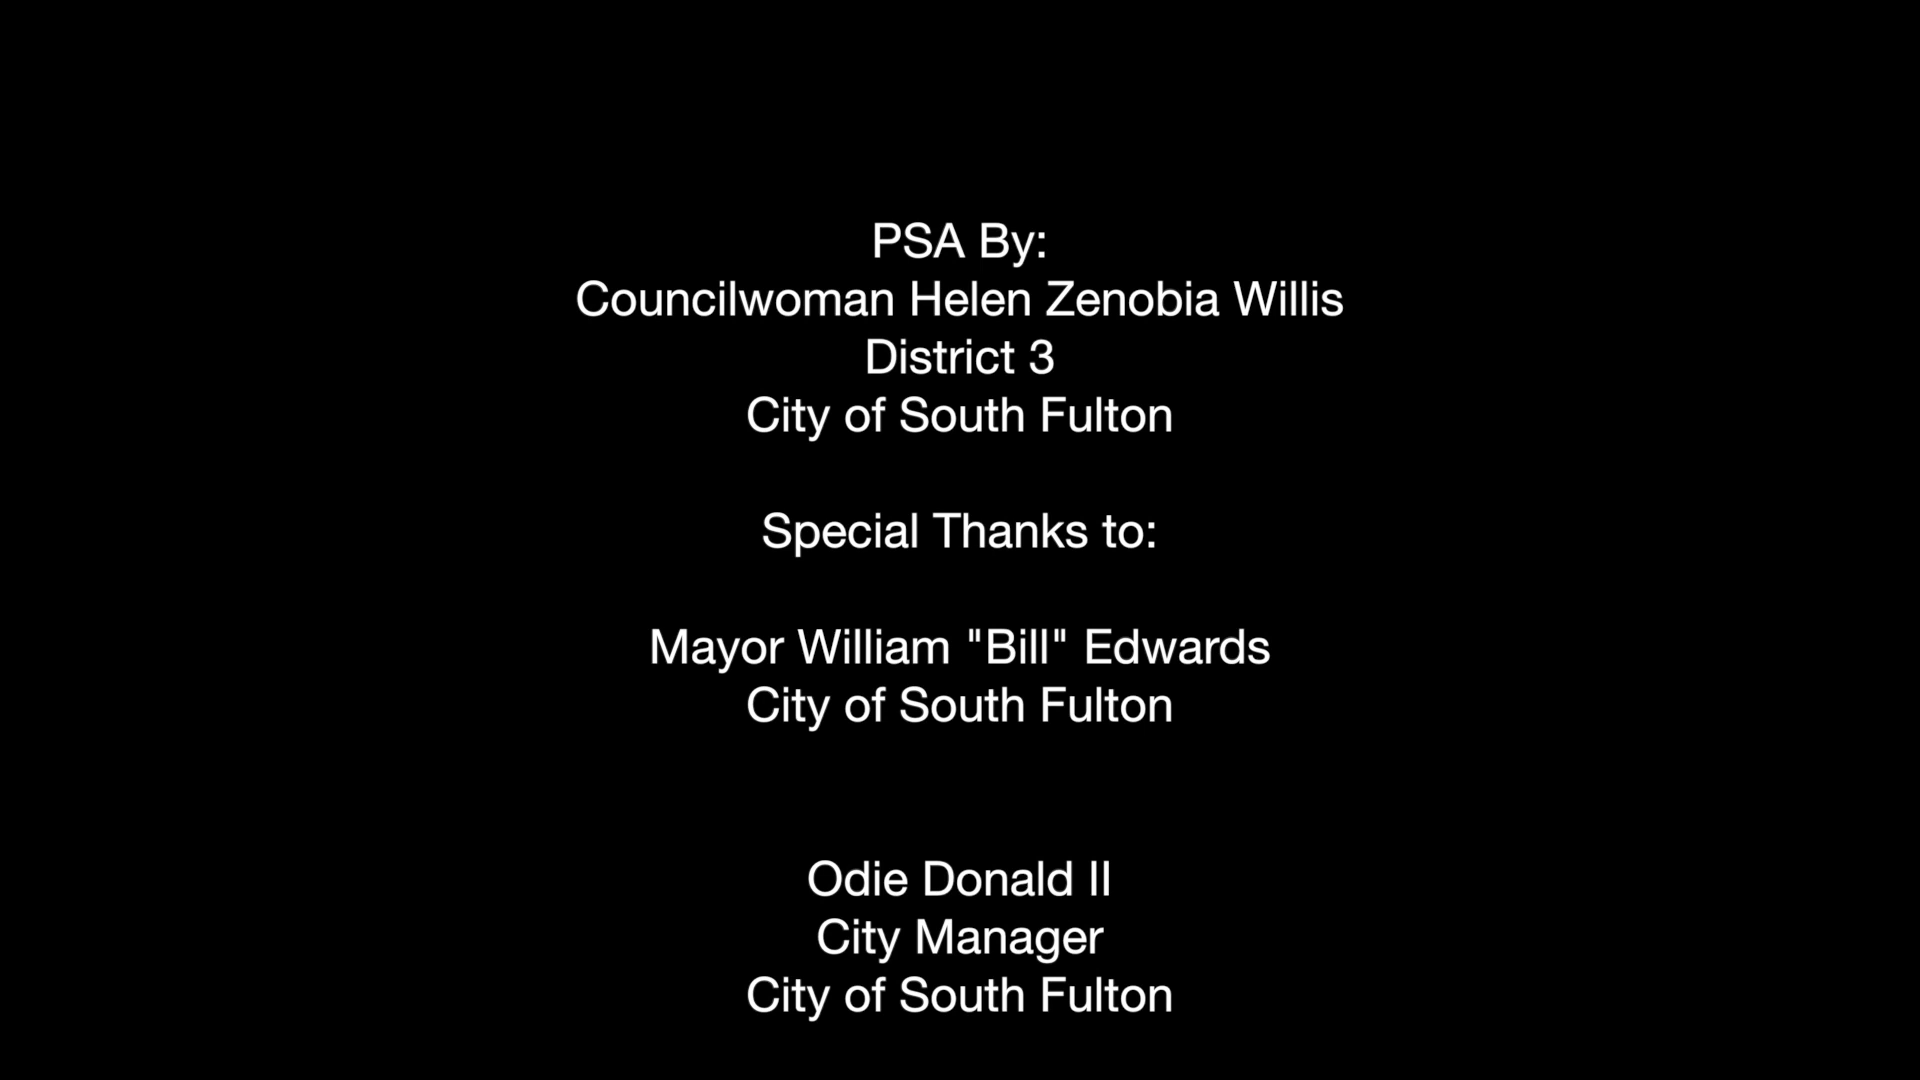 PSA By:
Councilwoman Helen Zenobia Willis
District 3
City of South Fulton
Special Thanks to:
Mayor William "Bill" Edwards
City of South Fulton
Odie Donald II
City Manager
City of South Fulton